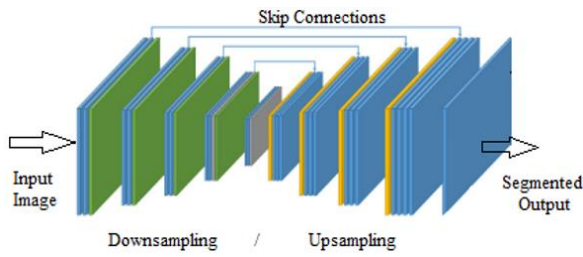 Skip Connections
Input
Image
Segmented
Output
Downsampling / Upsampling